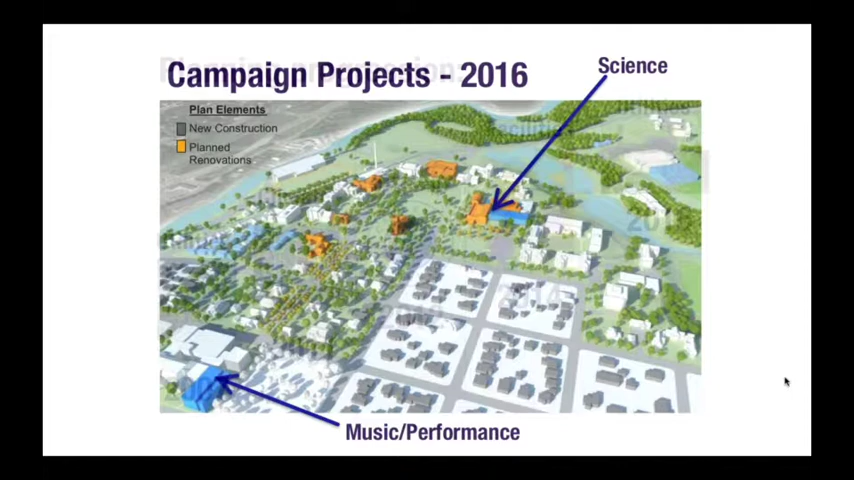 Campaign Projects - 2016
Science
Plan Elements
New Construction
Planned
Renovations
Music/Performance